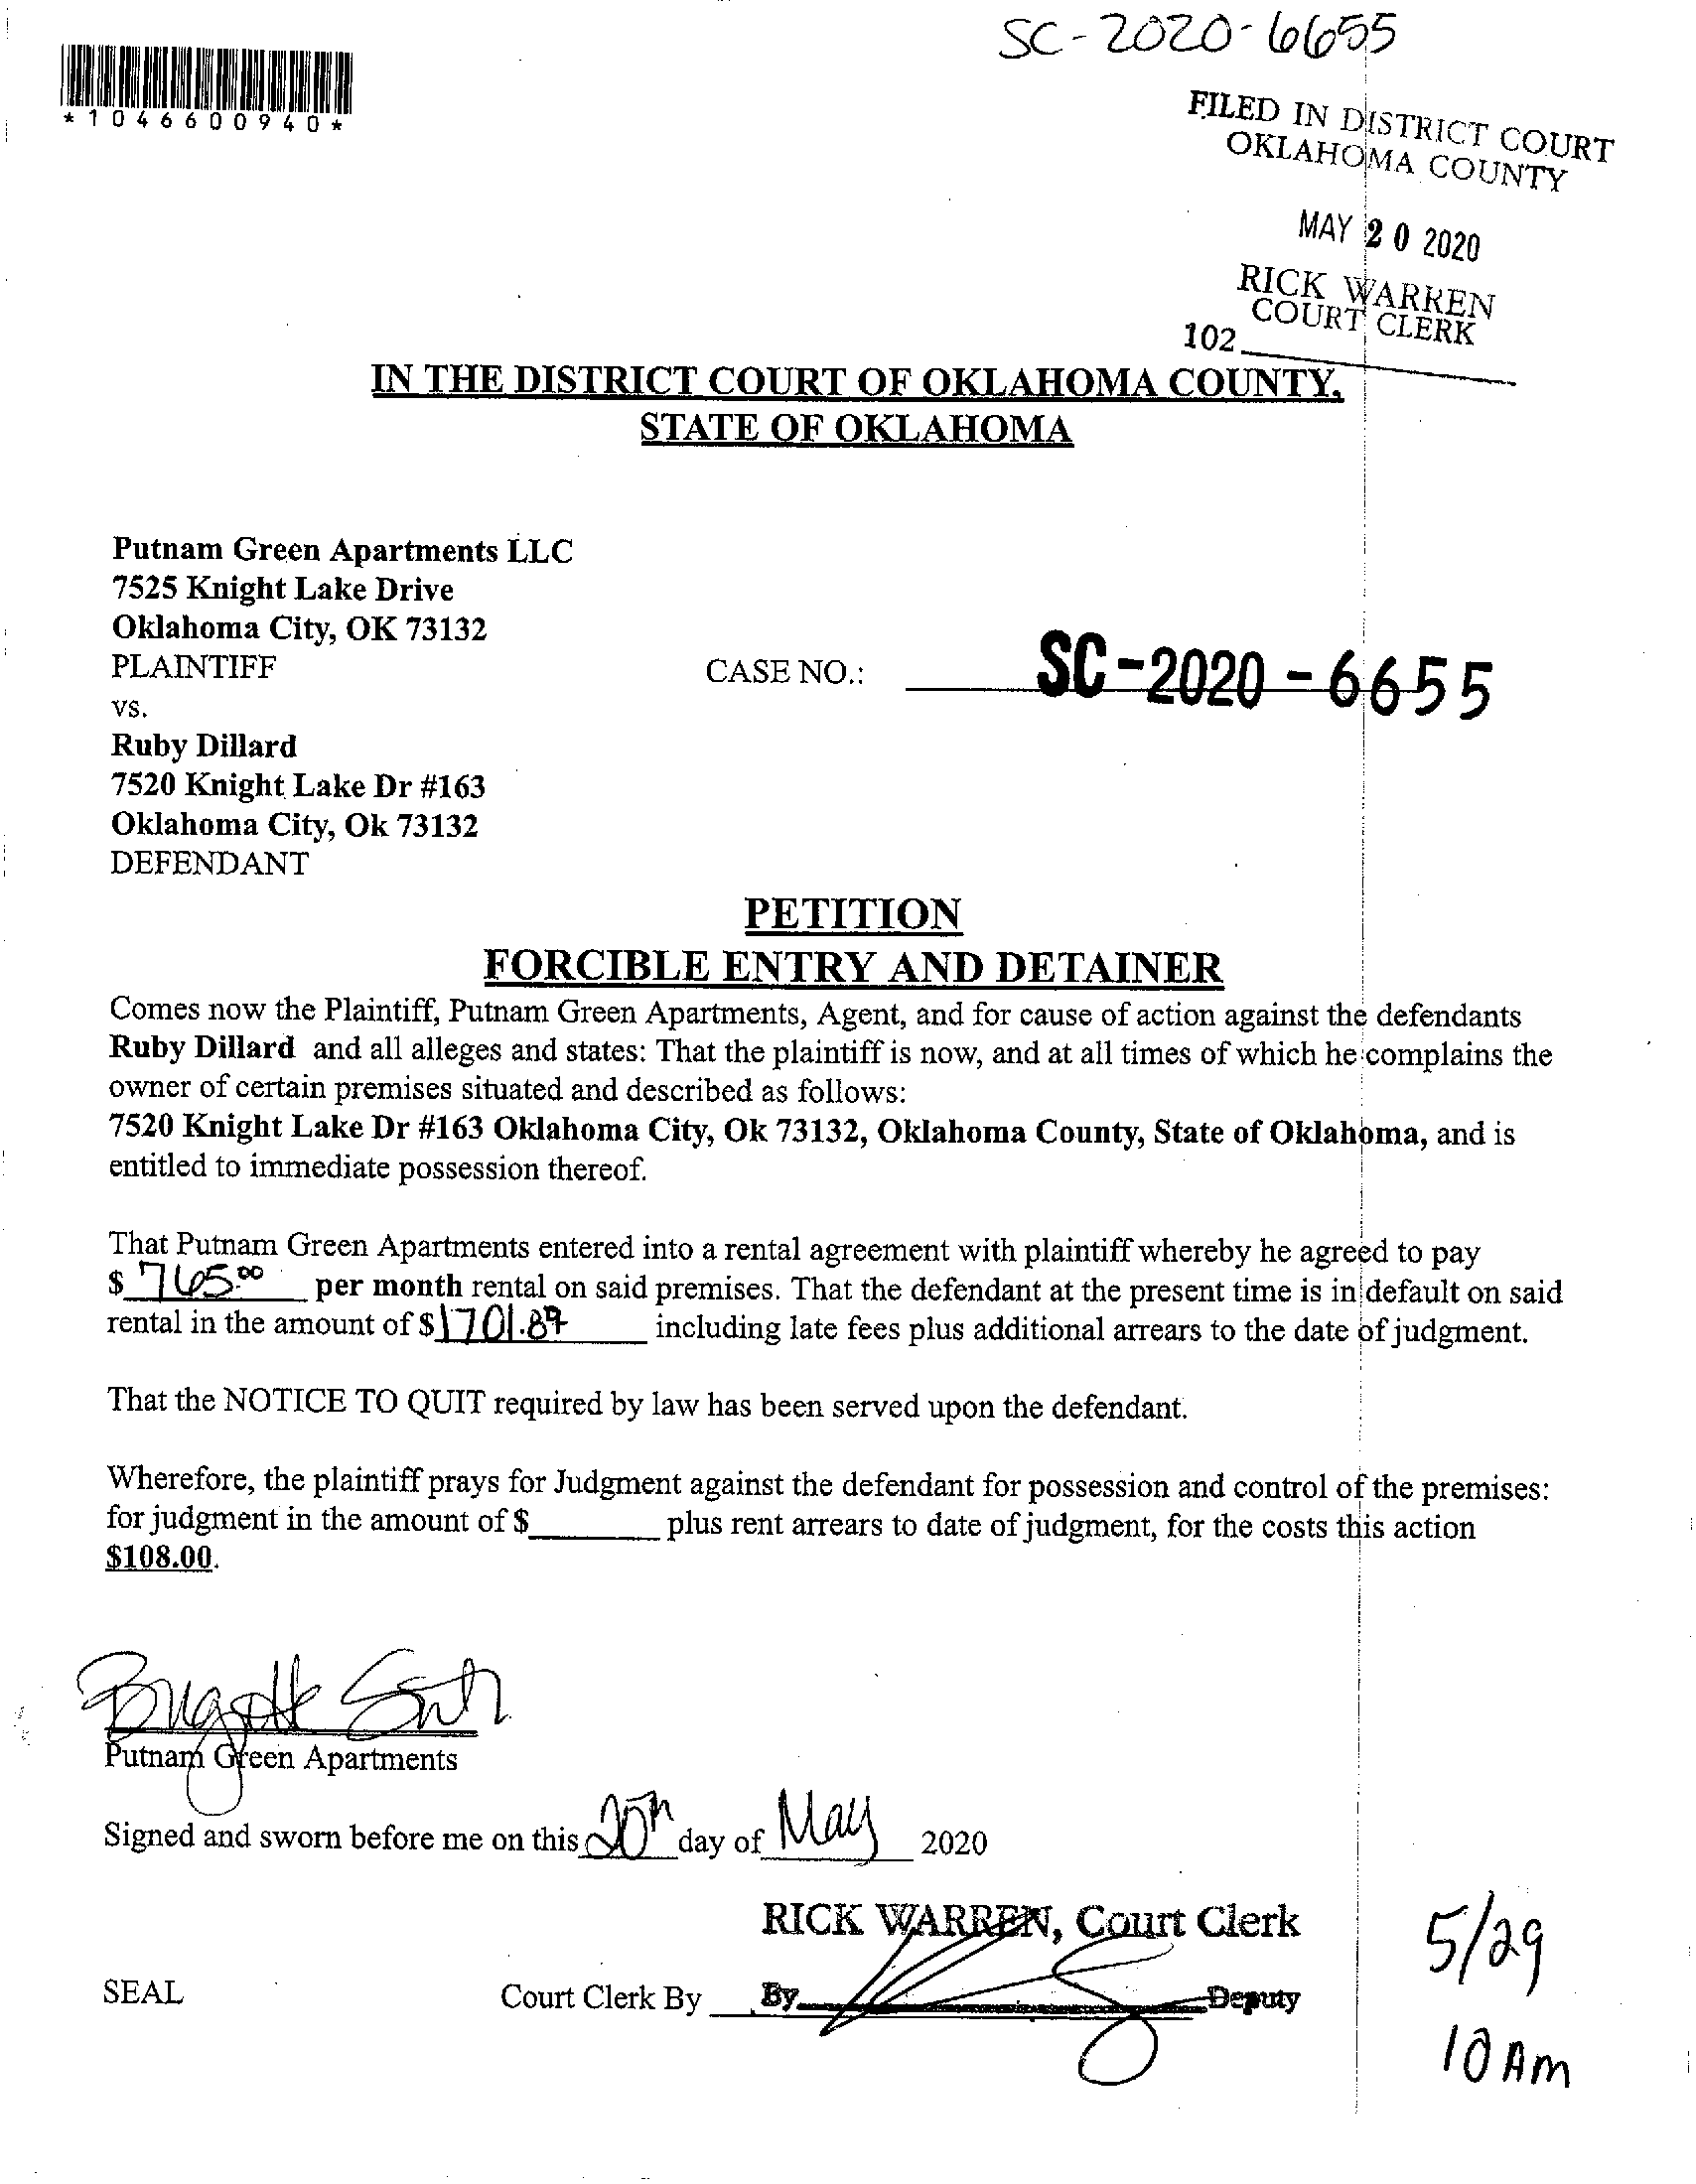 SC-2020-6655
*1046600940*
FILED IN DISTRICT COURT
OKLAHOMA COUNTY
MAY 20 2020
RICK WARREN
COURT CLERK
102
IN THE DISTRICT COURT OF OKLAHOMA COUNTY,
STATE OF OKLAHOMA
Putnam Green Apartments LLC
7525 Knight Lake Drive
Oklahoma City, OK 73132
PLAINTIFF
CASE NO.: SC-2020-6655
vs.
Ruby Dillard
7520 Knight Lake Dr #163
Oklahoma City, Ok 73132
DEFENDANT
PETITION
FORCIBLE ENTRY AND DETAINER
Comes now the Plaintiff, Putnam Green Apartments, Agent, and for cause of action against the defendants
Ruby Dillard and all alleges and states: That the plaintiff is now, and at all times of which he complains the
owner of certain premises situated and described as follows:
7520 Knight Lake Dr #163 Oklahoma City, Ok 73132, Oklahoma County, State of Oklahoma, and is
entitled to immediate possession thereof.
That Putnam Green Apartments entered into a rental agreement with plaintiff whereby he agreed to pay
$ 765.00 per month rental on said premises. That the defendant at the present time is in default on said
rental in the amount of $ including late fees plus additional arrears to the date of judgment.
That the NOTICE TO QUIT required by law has been served upon the defendant.
Wherefore, the plaintiff prays for Judgment against the defendant for possession and control of the premises:
for judgment in the amount of $ plus rent arrears to date of judgment, for the costs this action
$108.00.
Putnam Green Apartments
Signed and sworn before me on this 20th day of May 2020
RICK WARREN, Court Clerk
5/29
SEAL Court Clerk By By Deputy
10 Am